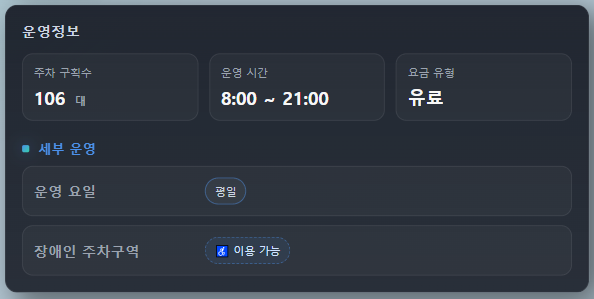 운영정보
주차 구획수
106 대
운영 시간
8:00 ~ 21:00
요금 유형
유료
세부 운영
운영 요일
평일
장애인 주차구역
이용 가능